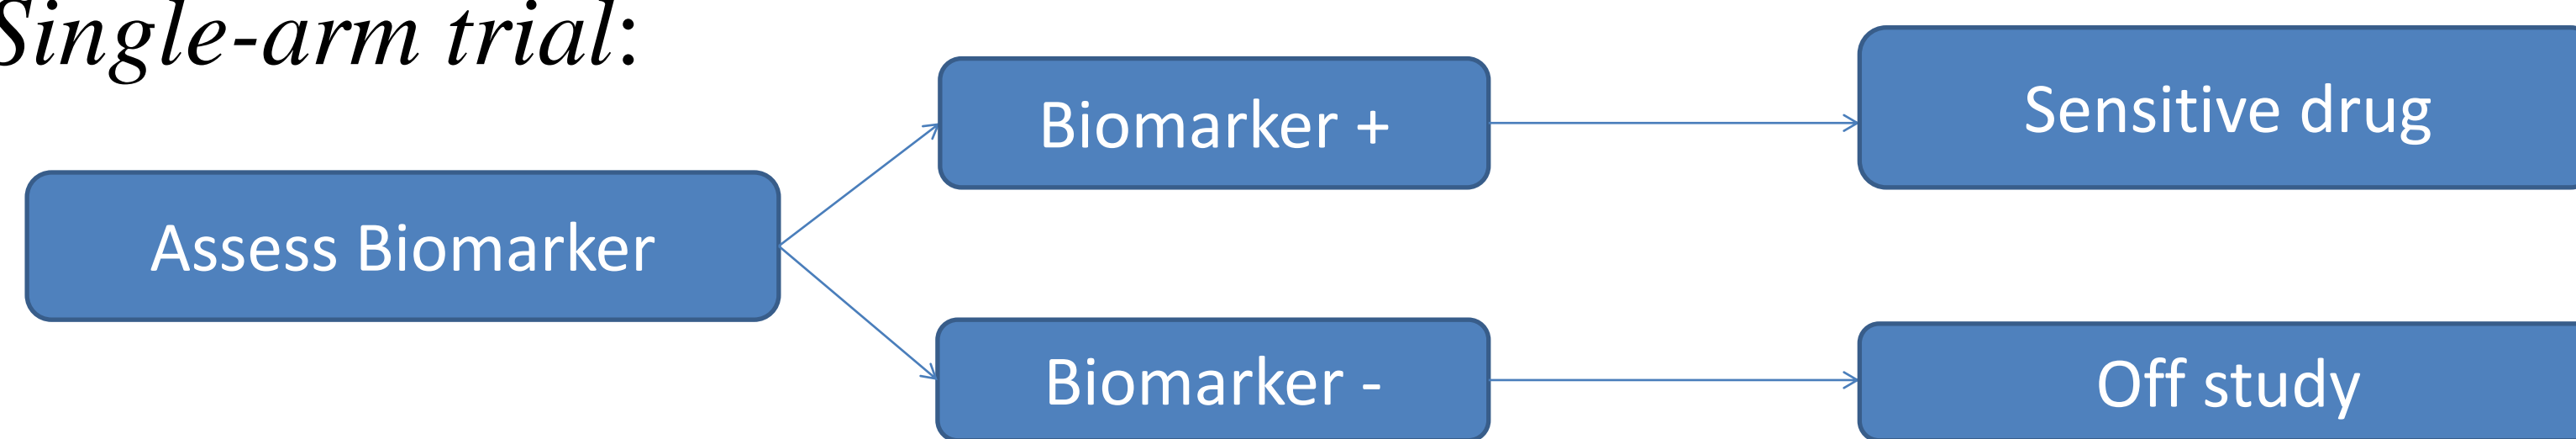 Single-arm trial:
Biomarker +
Sensitive drug
Assess Biomarker
Biomarker -
Off study